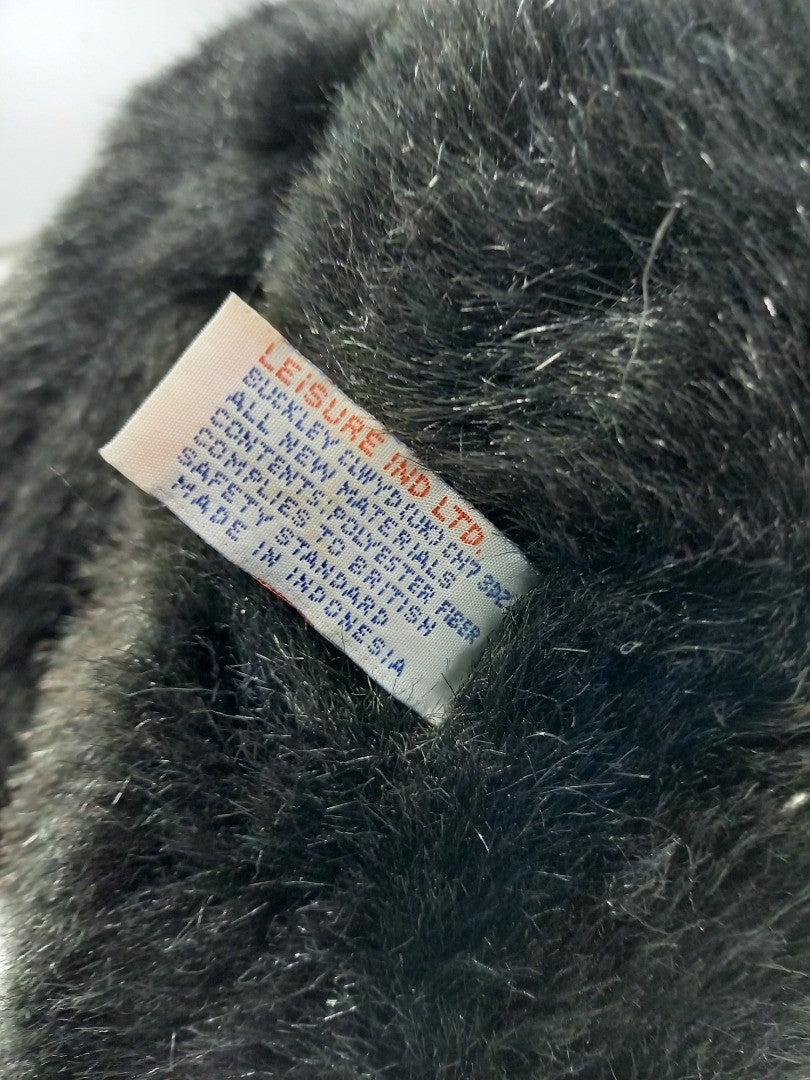 LEISURE IND LTD.
BUCKLEY CLWYD (UK) CH7 3DZ
ALL NEW MATERIALS
CONTENTS:POLYESTER FIBER
COMPLIES TO BRITISH
SAFETY STANDARD
MADE IN INDONESIA